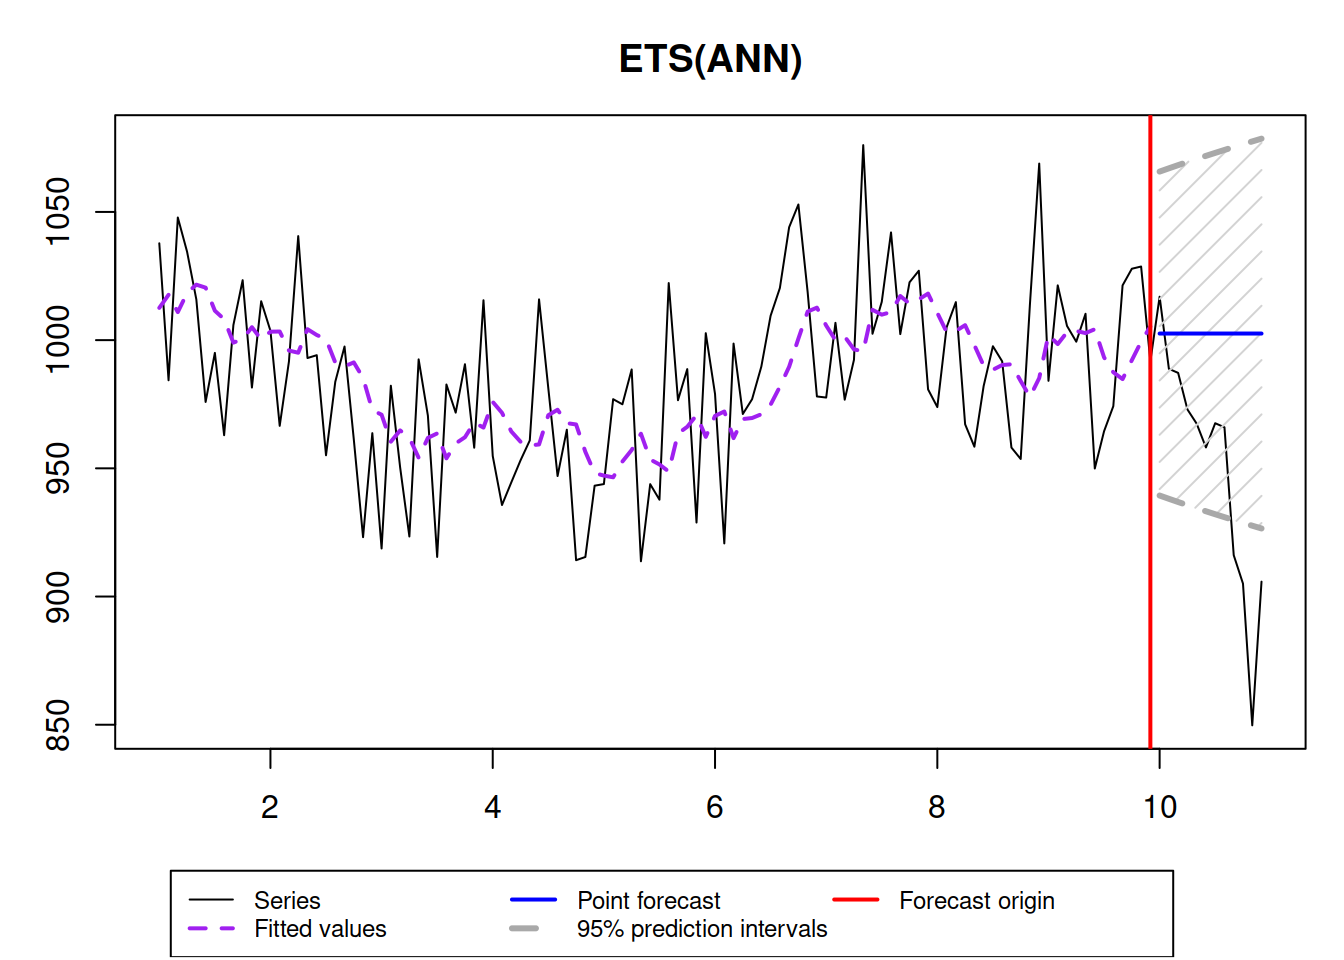 ETS(ANN)
1050
1000
950
900
850
2 4 6 8 10
Series Point forecast Forecast origin
Fitted values 95% prediction intervals